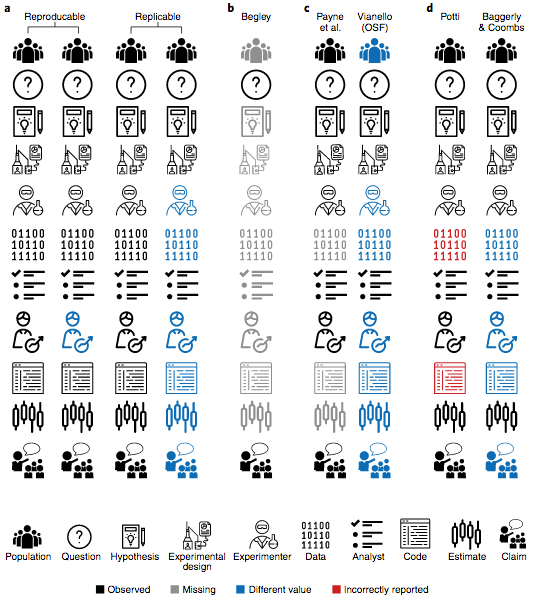 a
b
c
d
Reproducable
Replicable
Begley
Payne
et al.
Vianello
(OSF)
Potti
Baggerly
& Coombs
? ? ? ? ? ? ? ? ?
01100 01100 01100 01100 01100 01100 01100 01100 01100
10110 10110 10110 10110 10110 10110 10110 10110 10110
11110 11110 11110 11110 11110 11110 11110 11110 11110
?
01100
10110
11110
Population
Question
Hypothesis
Experimental
design
Experimenter
Data
Analyst
Code
Estimate
Claim
Observed
Missing
Different value
Incorrectly reported